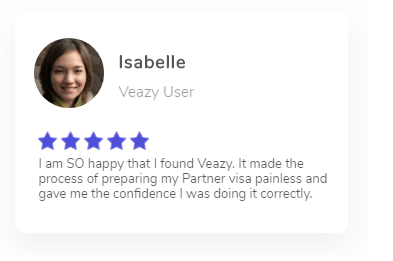 Isabelle
Veazy User
I am SO happy that I found Veazy. It made the
process of preparing my Partner visa painless and
gave me the confidence I was doing it correctly.